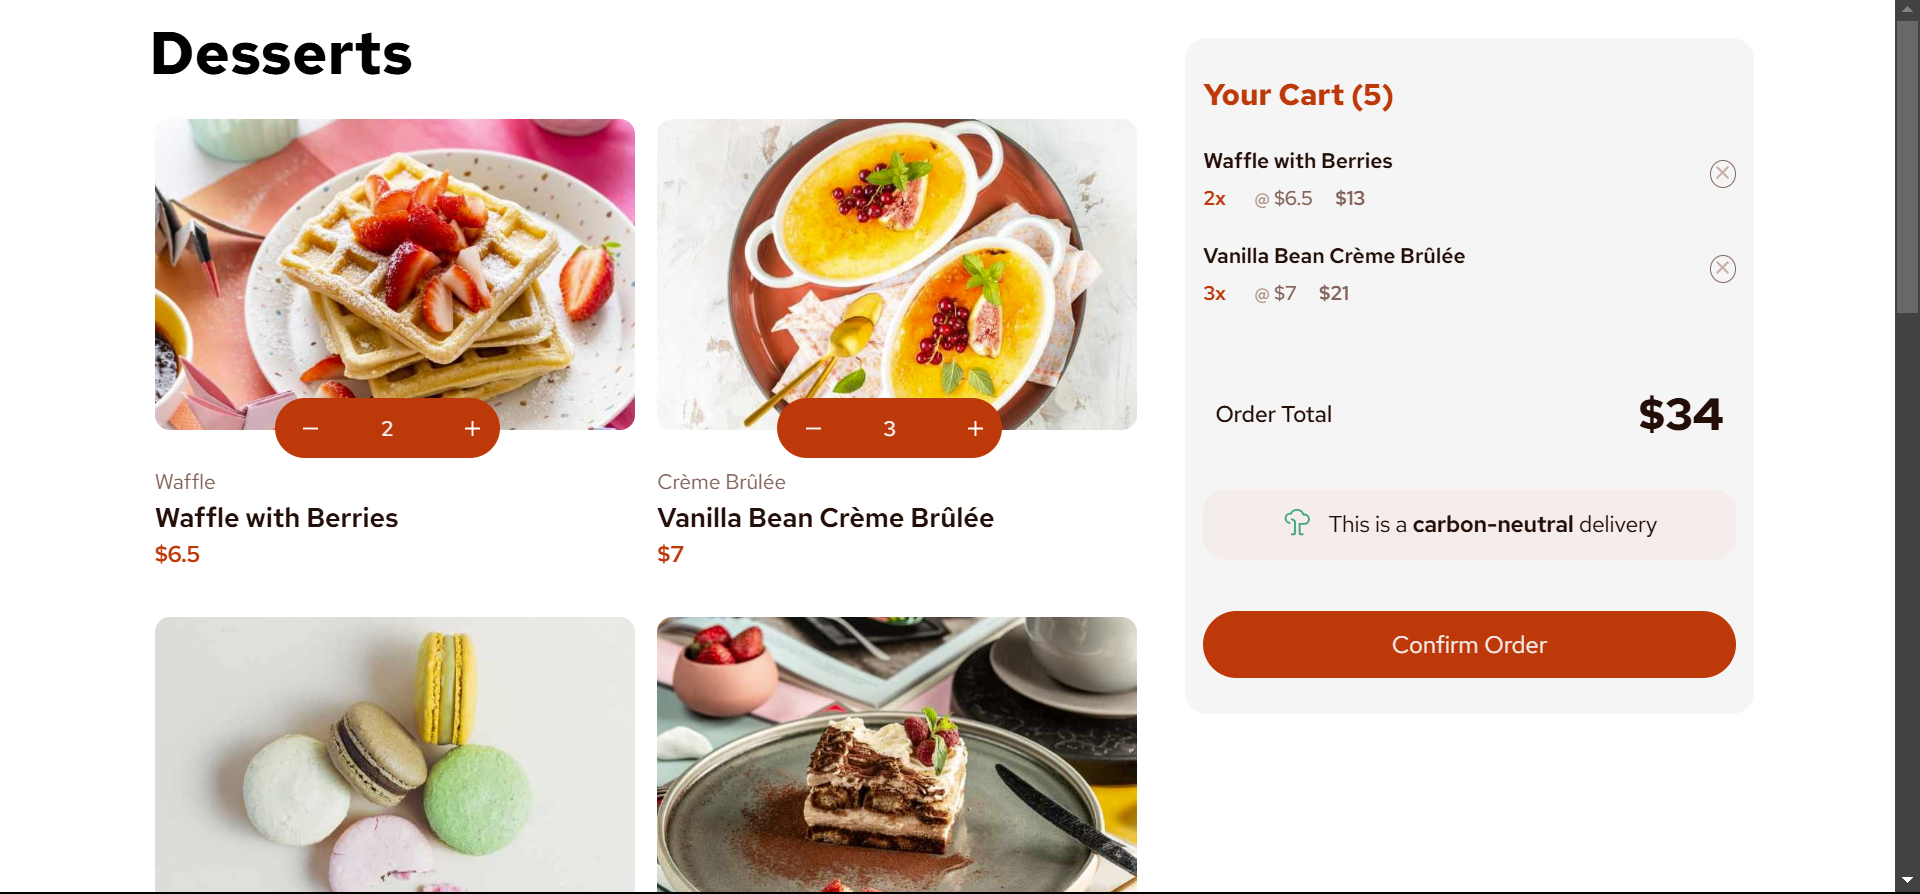 Desserts
2
Waffle
Waffle with Berries
$6.5
3
Crème Brûlée
Vanilla Bean Crème Brûlée
$7
Your Cart (5)
Waffle with Berries
2x @ $6.5 $13
Vanilla Bean Crème Brûlée
3x @ $7 $21
Order Total $34
This is a carbon-neutral delivery
Confirm Order